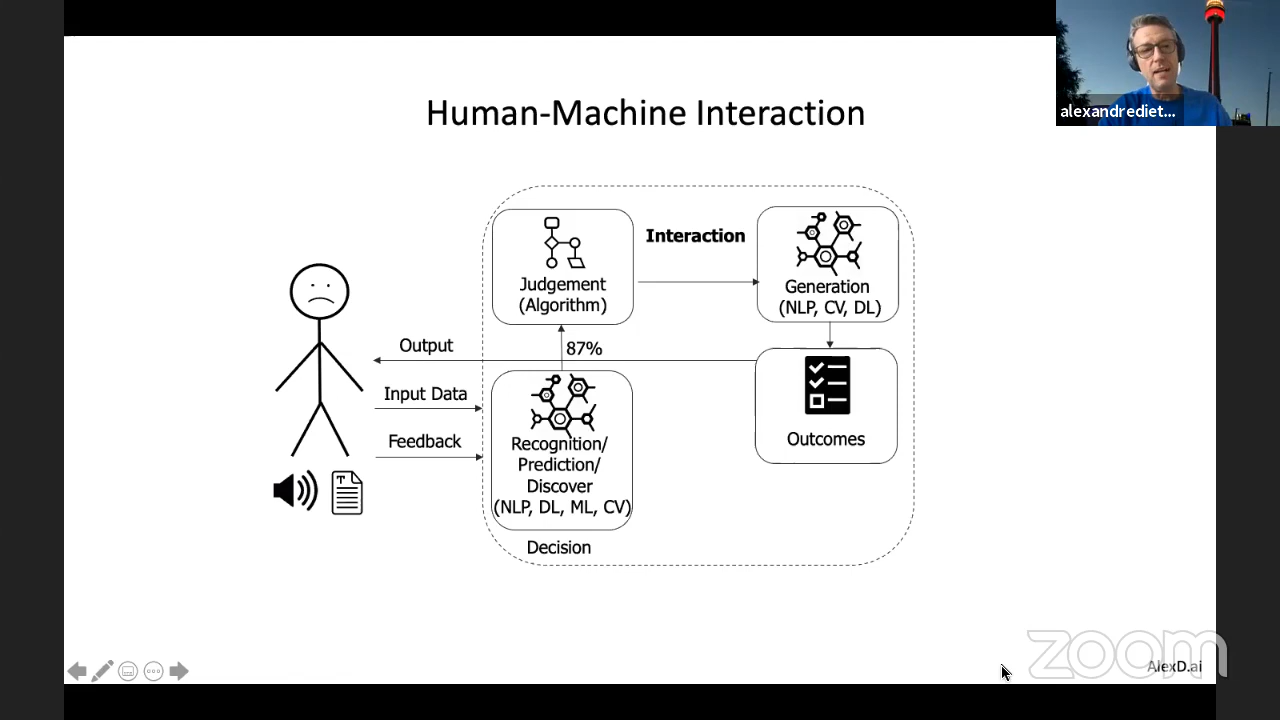 alexandrediet...
Human-Machine Interaction
Judgement
(Algorithm)
Interaction
Generation
(NLP, CV, DL)
Output
87%
Input Data
Feedback
T
Recognition/
Prediction/
Discover
(NLP, DL, ML, CV)
Decision
Outcomes
zoom
AlexD.ai